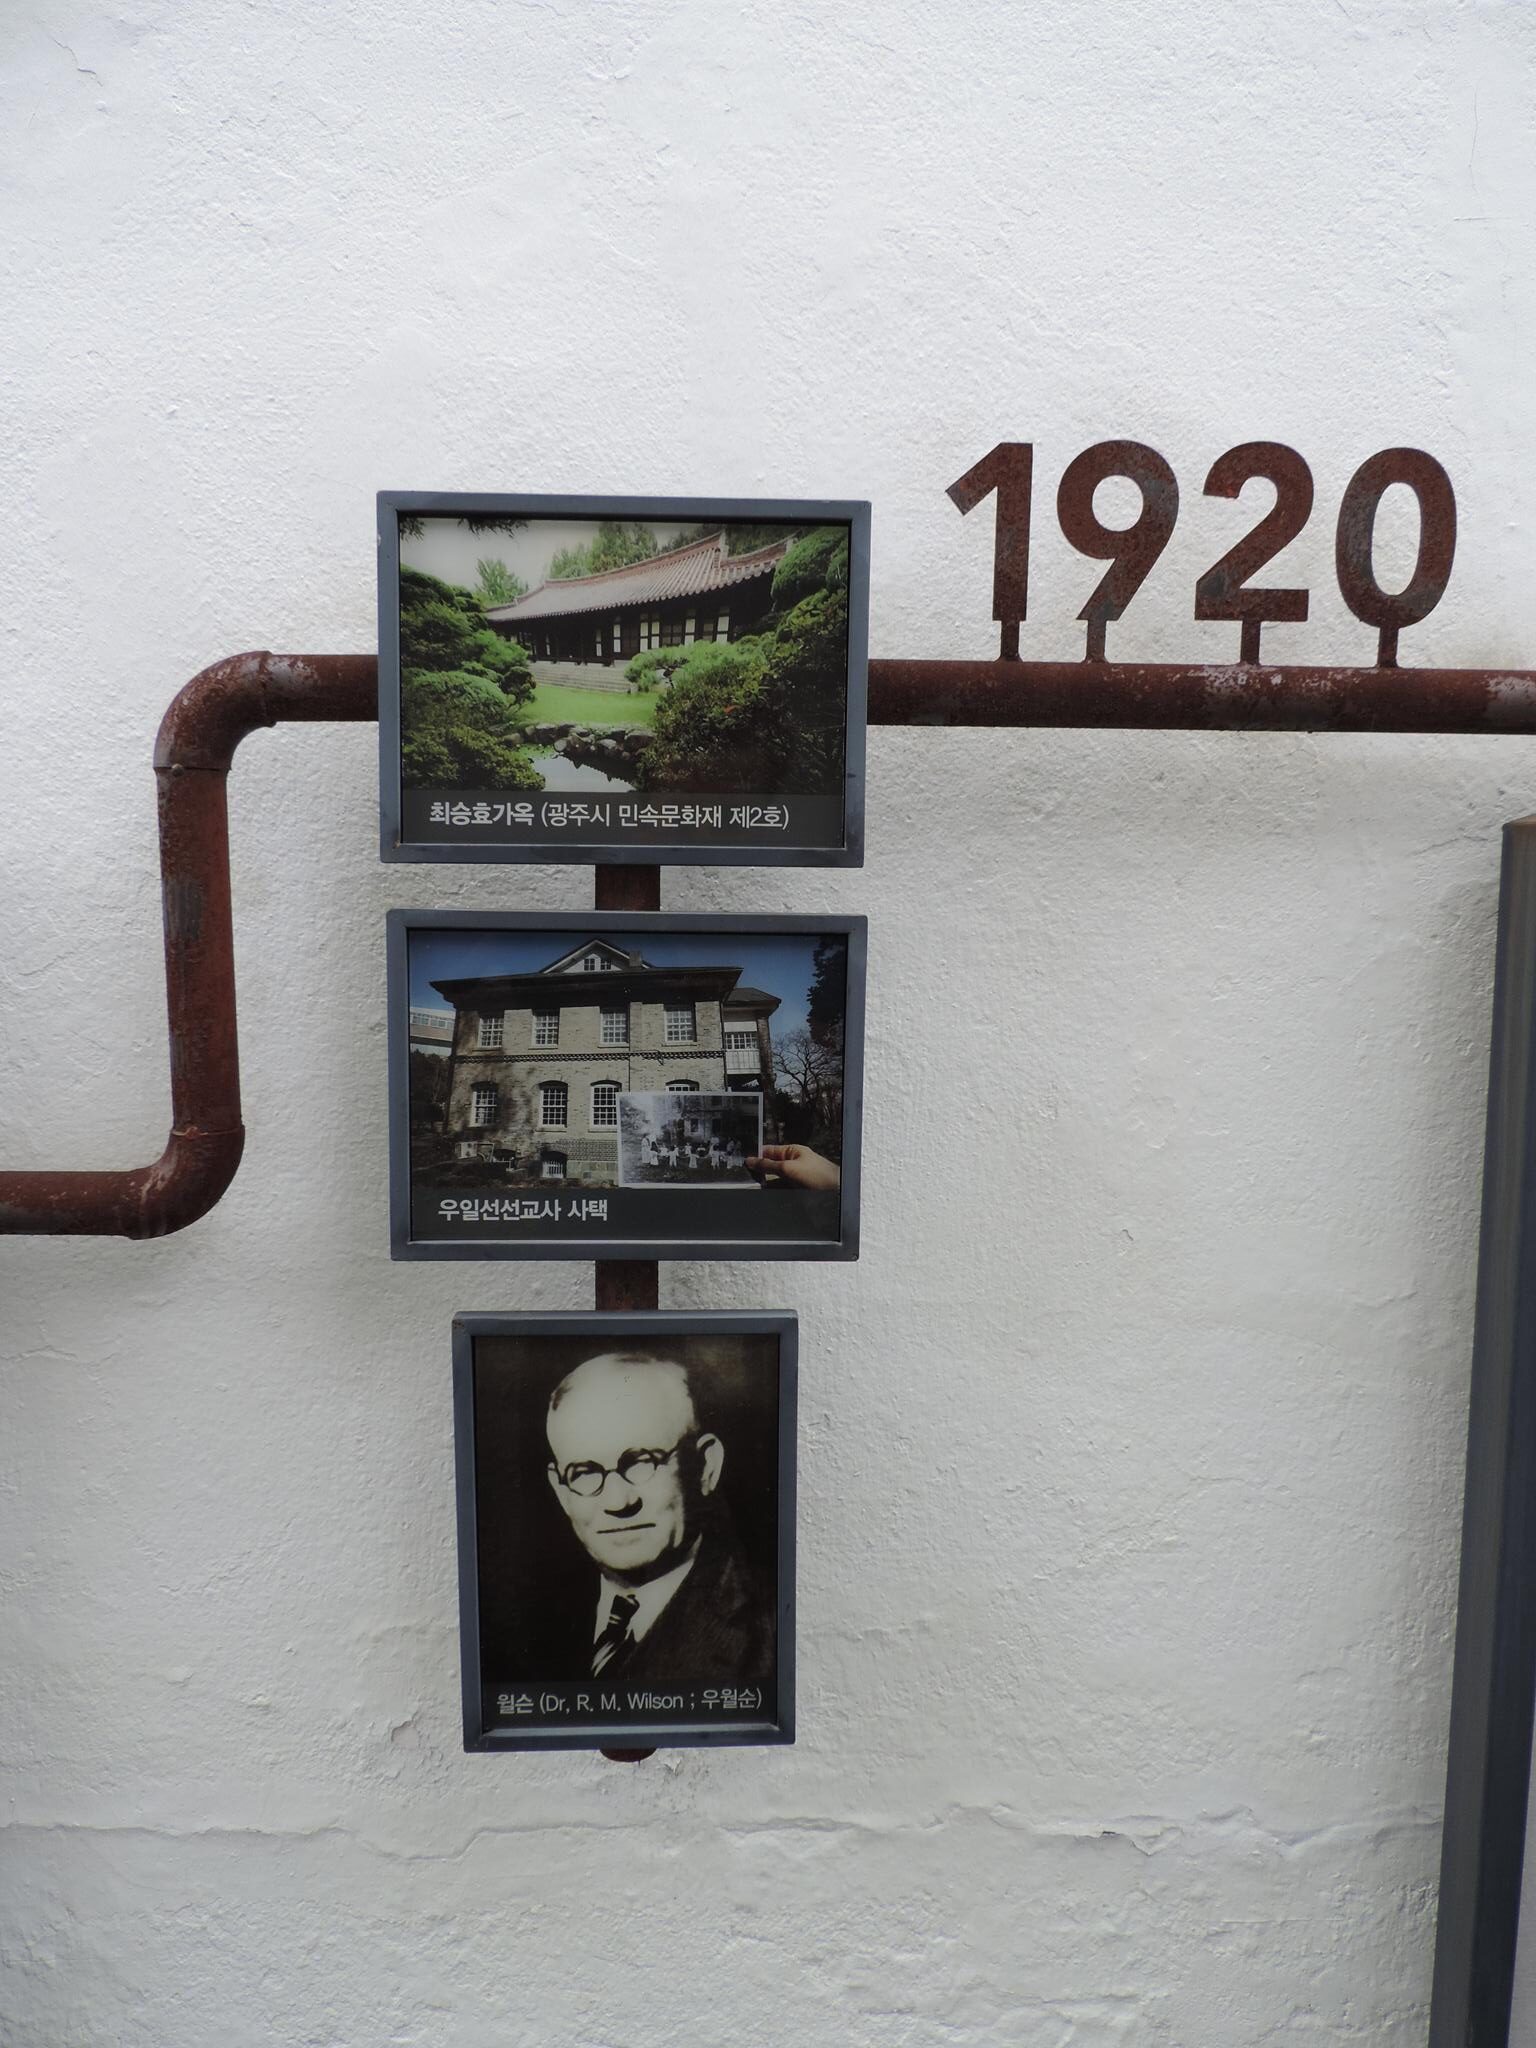 1920
최승효가옥 (광주시 민속문화재 제2호)
우일선선교사 사택
윌슨 (Dr, R. M. Wilson ; 우월순)